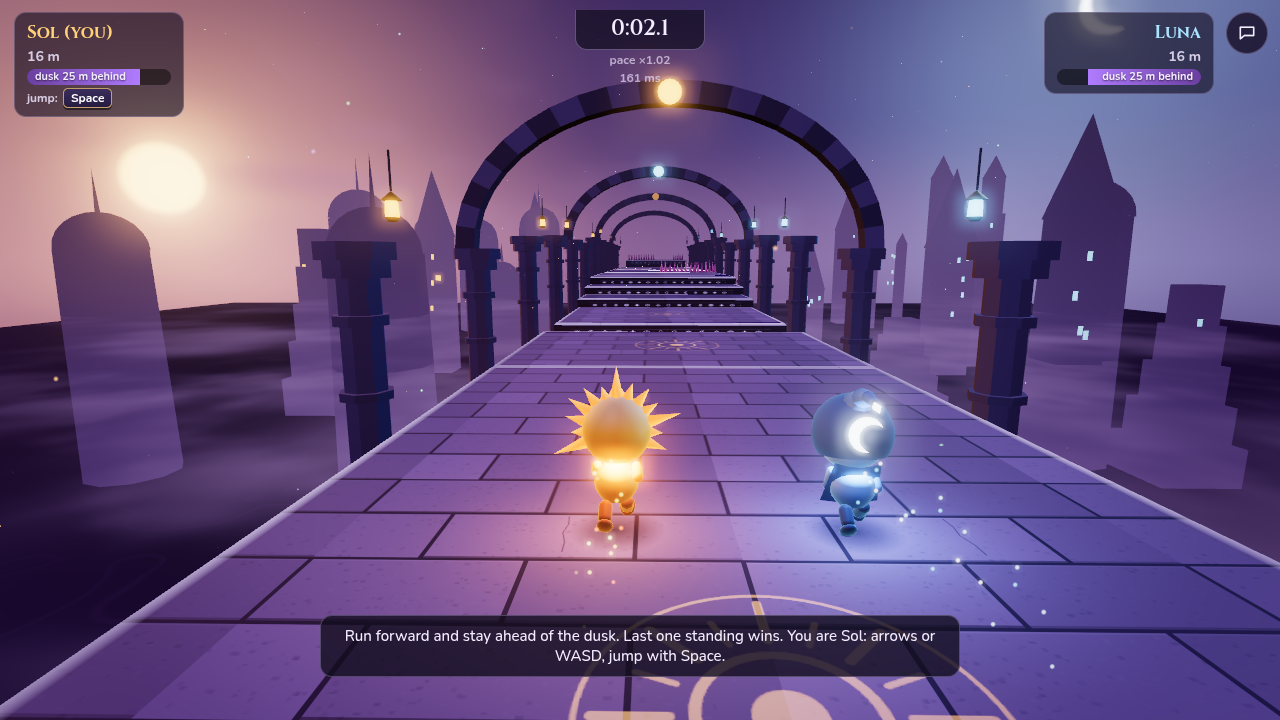 SOL (YOU)
16 m
dusk 25 m behind
jump: Space
0:02.1
pace ×1.02
161 ms
LUNA
16 m
dusk 25 m behind
Run forward and stay ahead of the dusk. Last one standing wins. You are Sol: arrows or
WASD, jump with Space.